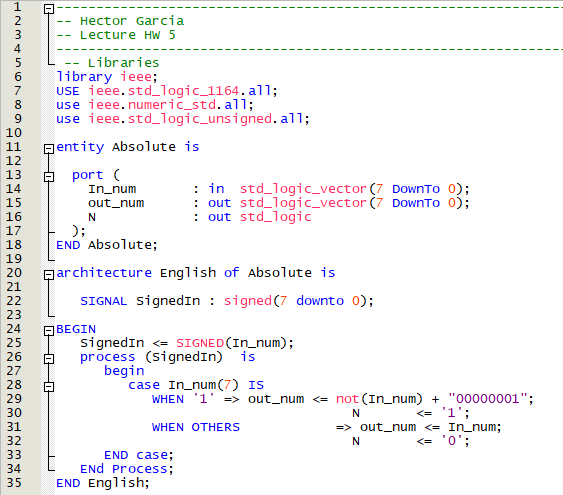 1 --------------------------------------------------------------------------------
2 -- Hector Garcia
3 -- Lecture HW 5
4 --------------------------------------------------------------------------------
5 -- Libraries
6 library ieee;
7 USE ieee.std_logic_1164.all;
8 use ieee.numeric_std.all;
9 use ieee.std_logic_unsigned.all;
10
11 entity Absolute is
12
13 port (
14 In_num : in std_logic_vector(7 DownTo 0);
15 out_num : out std_logic_vector(7 DownTo 0);
16 N : out std_logic
17 );
18 END Absolute;
19
20 architecture English of Absolute is
21
22 SIGNAL SignedIn : signed(7 downto 0);
23
24 BEGIN
25 SignedIn <= SIGNED(In_num);
26 process (SignedIn) is
27 begin
28 case In_num(7) IS
29 WHEN '1' => out_num <= not(In_num) + "00000001";
30 N <= '1';
31 WHEN OTHERS => out_num <= In_num;
32 N <= '0';
33 END case;
34 ENd Process;
35 END English;